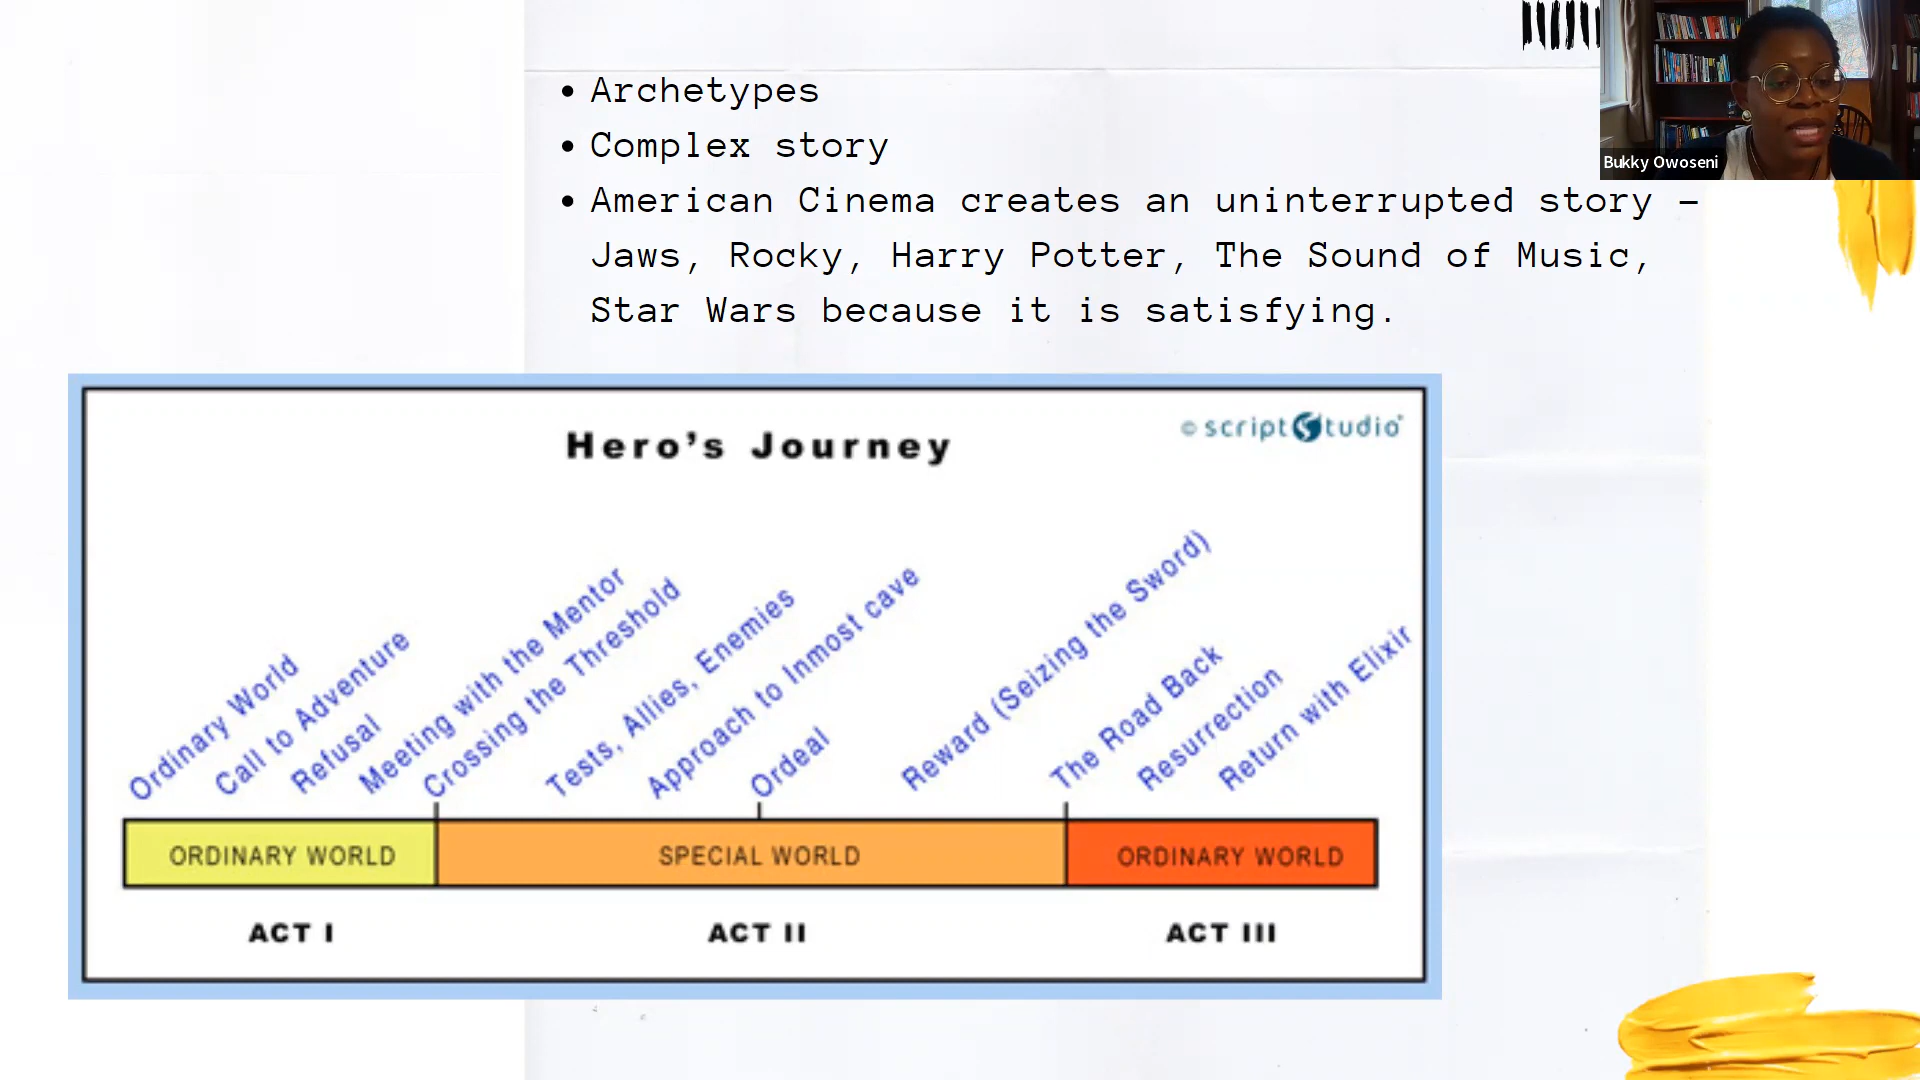 • Archetypes
• Complex story
• American Cinema creates an uninterrupted story –
Jaws, Rocky, Harry Potter, The Sound of Music,
Star Wars because it is satisfying.
Bukky Owoseni
Hero's Journey
© scriptStudio®
Ordinary World
Call to Adventure
Refusal
Meeting with the Mentor
Crossing the Threshold
Tests, Allies, Enemies
Approach to Inmost cave
Ordeal
Reward (Seizing the Sword)
The Road Back
Resurrection
Return with Elixir
ORDINARY WORLD
SPECIAL WORLD
ORDINARY WORLD
ACT I
ACT II
ACT III